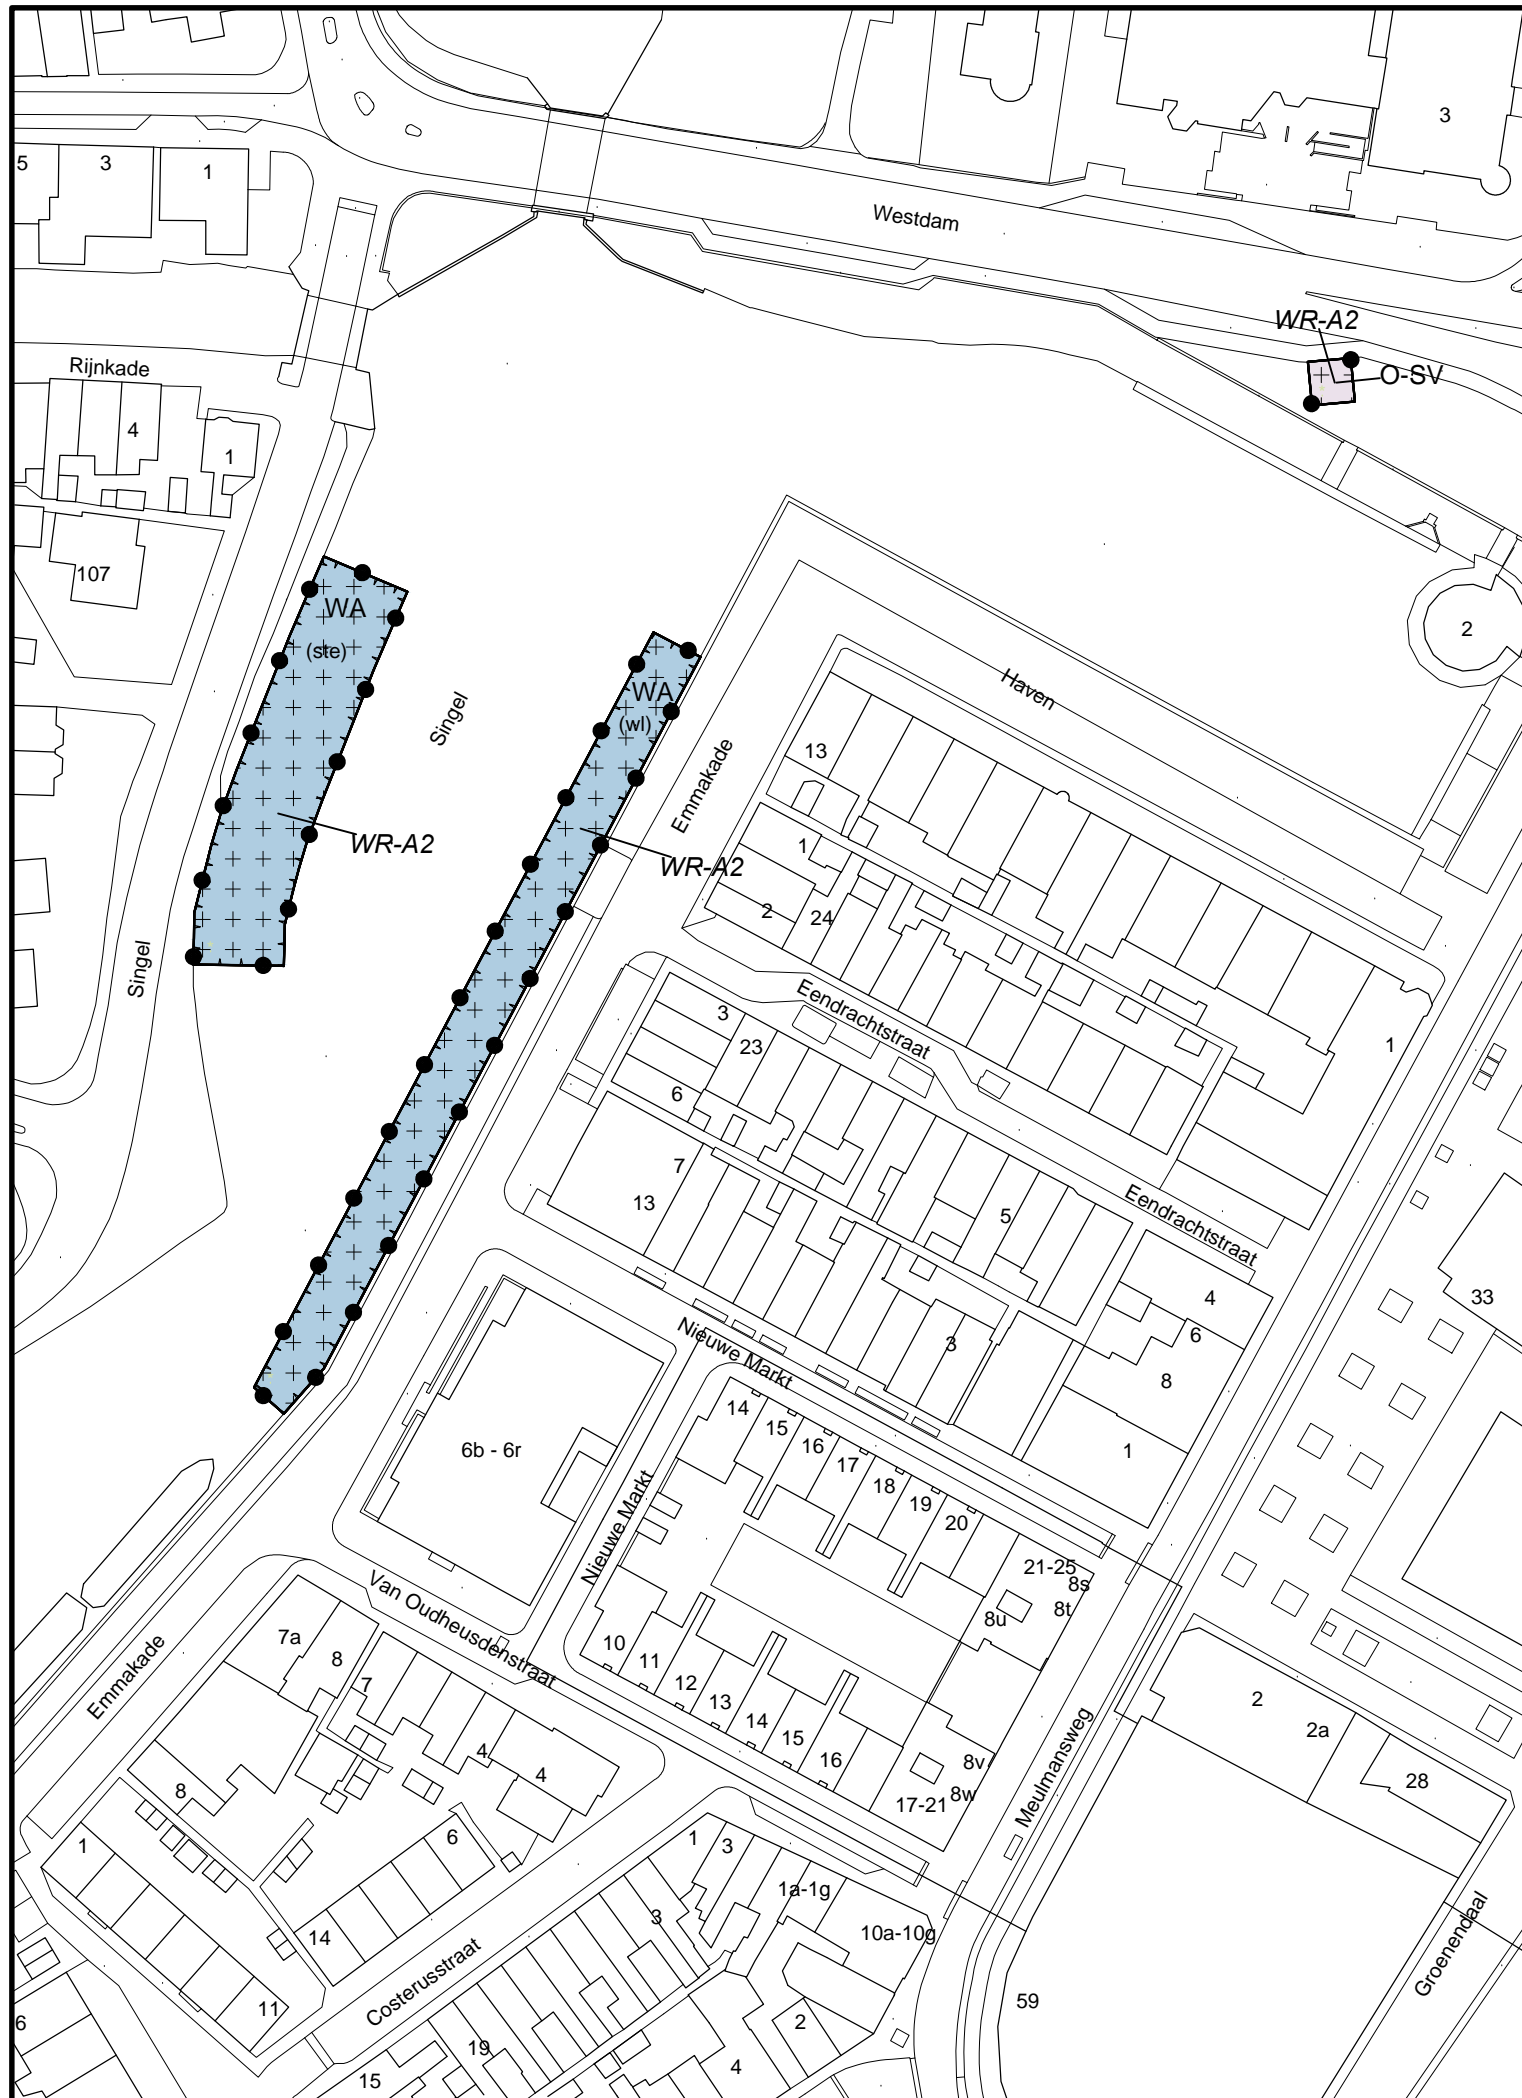 3
5
3
1
Westdam
WR-A2
O-SV
Rijnkade
4
1
107
WA
(ste)
2
Haven
WA
(wl)
Singel
Emmakade
13
WR-A2
WR-A2
1
2
24
Singel
Eendrachtstraat
3
23
1
6
7
13
5
Eendrachtstraat
4
33
6
Nieuwe Markt
3
8
14
15
16
17
18
19
20
1
6b - 6r
Nieuwe Markt
21-25
8s
8t
8u
Van Oudheusdenstraat
7a
8
7
10
11
12
13
14
15
16
Emmakade
2
2a
28
Meulmansweg
8v
8w
17-21
4
4
8
1
6
1
3
3
1a-1g
10a-10g
14
Costerusstraat
Groenendaal
11
59
6
19
2
4
15